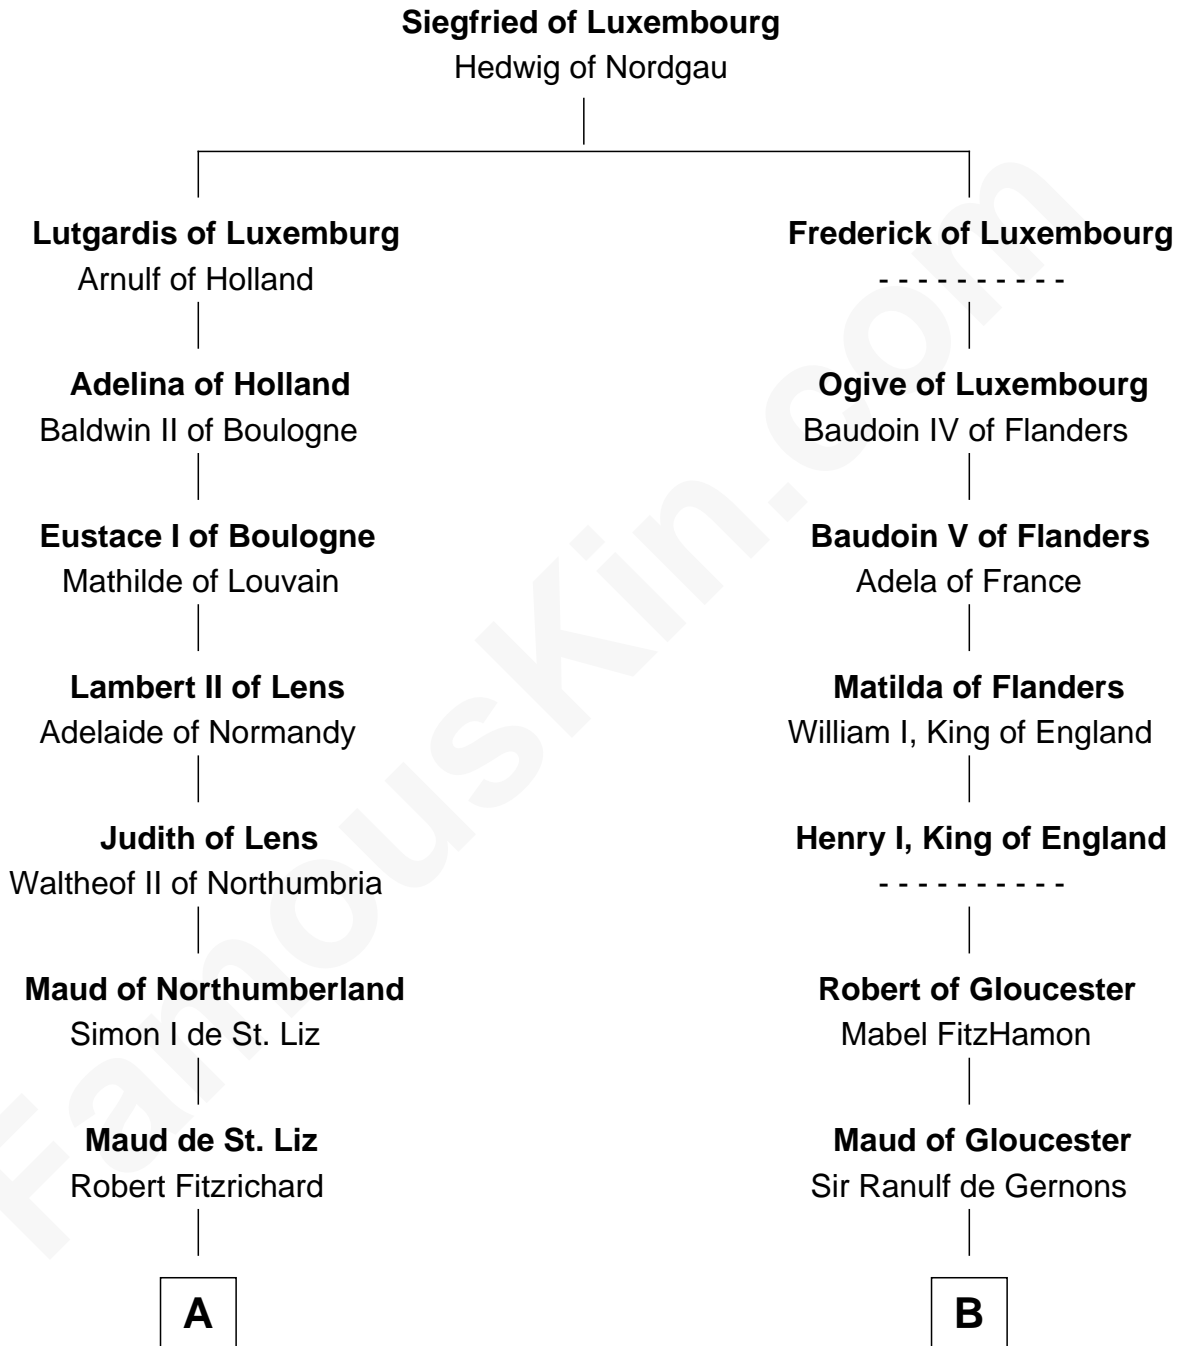 Siegfried of Luxembourg
Hedwig of Nordgau
Lutgardis of Luxemburg
Arnulf of Holland
Adelina of Holland
Baldwin II of Boulogne
Eustace I of Boulogne
Mathilde of Louvain
Lambert II of Lens
Adelaide of Normandy
Judith of Lens
Waltheof II of Northumbria
Maud of Northumberland
Simon I de St. Liz
Maud de St. Liz
Robert Fitzrichard
A
Frederick of Luxembourg
- - - - - - - - - -
Ogive of Luxembourg
Baudoin IV of Flanders
Baudoin V of Flanders
Adela of France
Matilda of Flanders
William I, King of England
Henry I, King of England
- - - - - - - - - -
Robert of Gloucester
Mabel FitzHamon
Maud of Gloucester
Sir Ranulf de Gernons
B
FamousKin.com